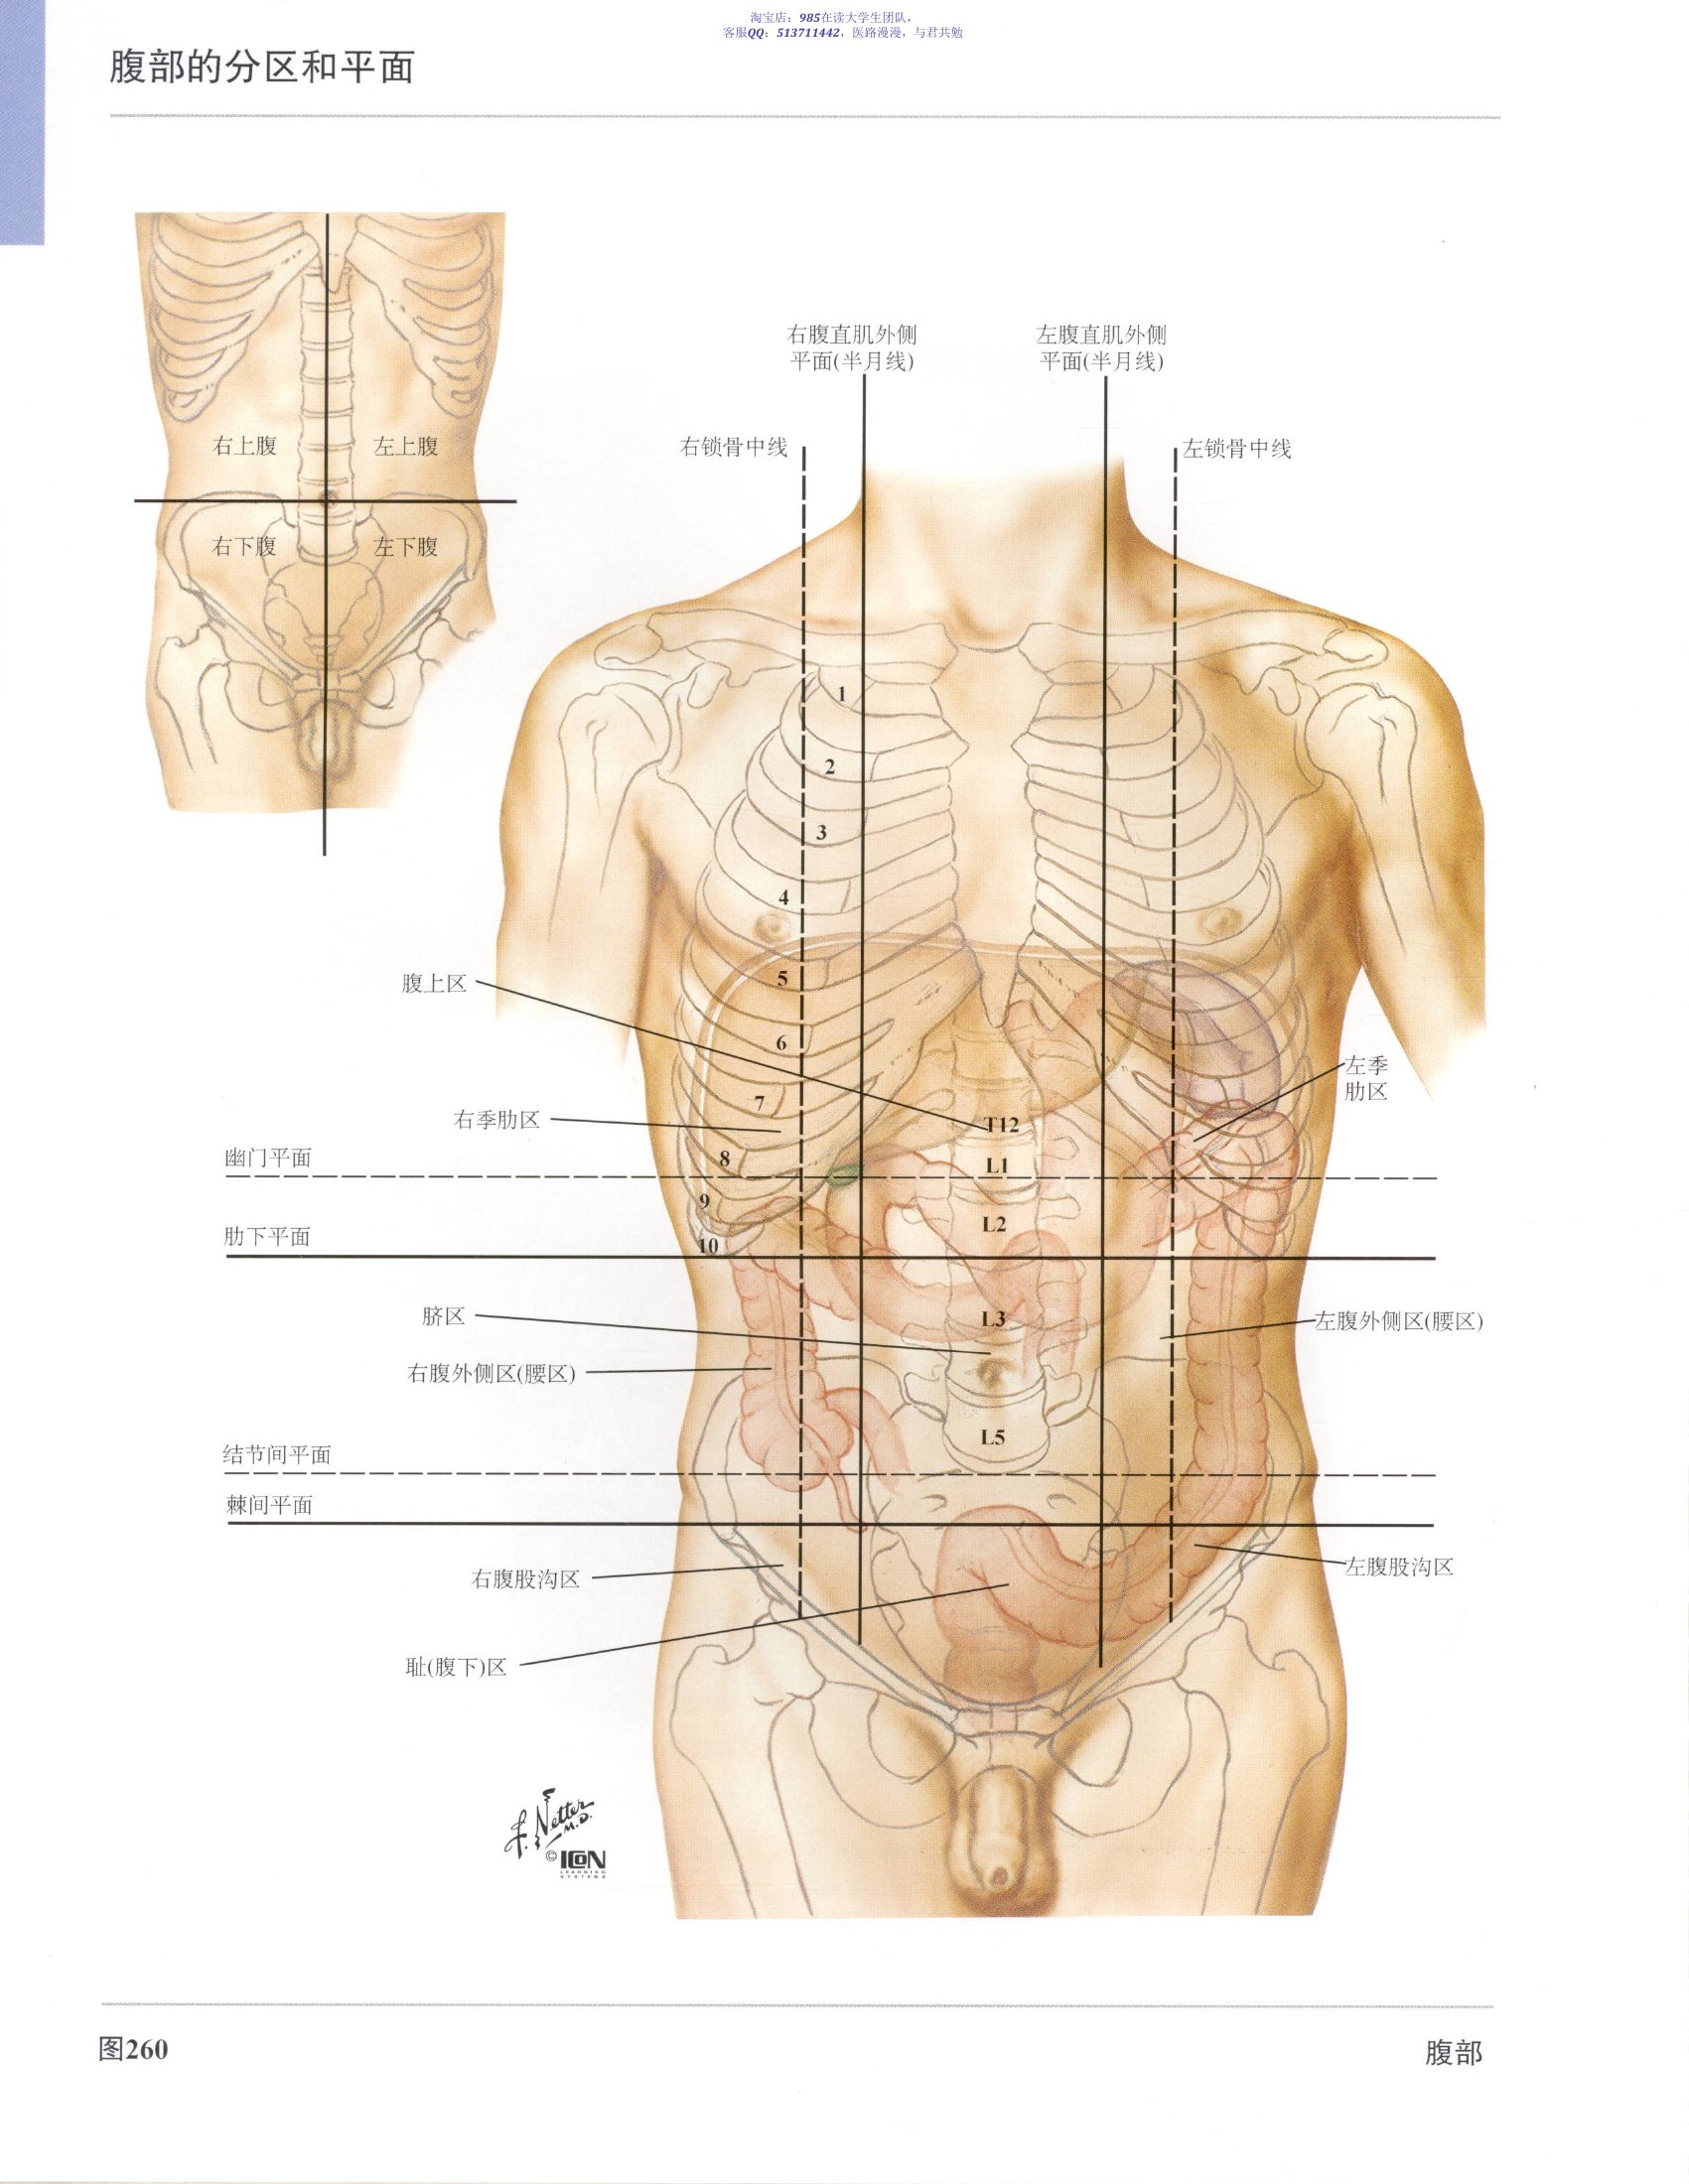 淘宝店：985在读大学生团队，
客服QQ：513711442，医路漫漫，与君共勉
腹部的分区和平面
右上腹
左上腹
右下腹
左下腹
右腹直肌外侧
平面(半月线)
左腹直肌外侧
平面(半月线)
右锁骨中线
左锁骨中线
1
2
3
4
5
6
7
8
9
10
腹上区
左季
肋区
右季肋区
T12
L1
L2
L3
L5
幽门平面
肋下平面
脐区
左腹外侧区(腰区)
右腹外侧区(腰区)
结节间平面
棘间平面
右腹股沟区
左腹股沟区
耻(腹下)区
F. Netter
M.D.
© ICON
LEARNING
SYSTEMS
图260
腹部